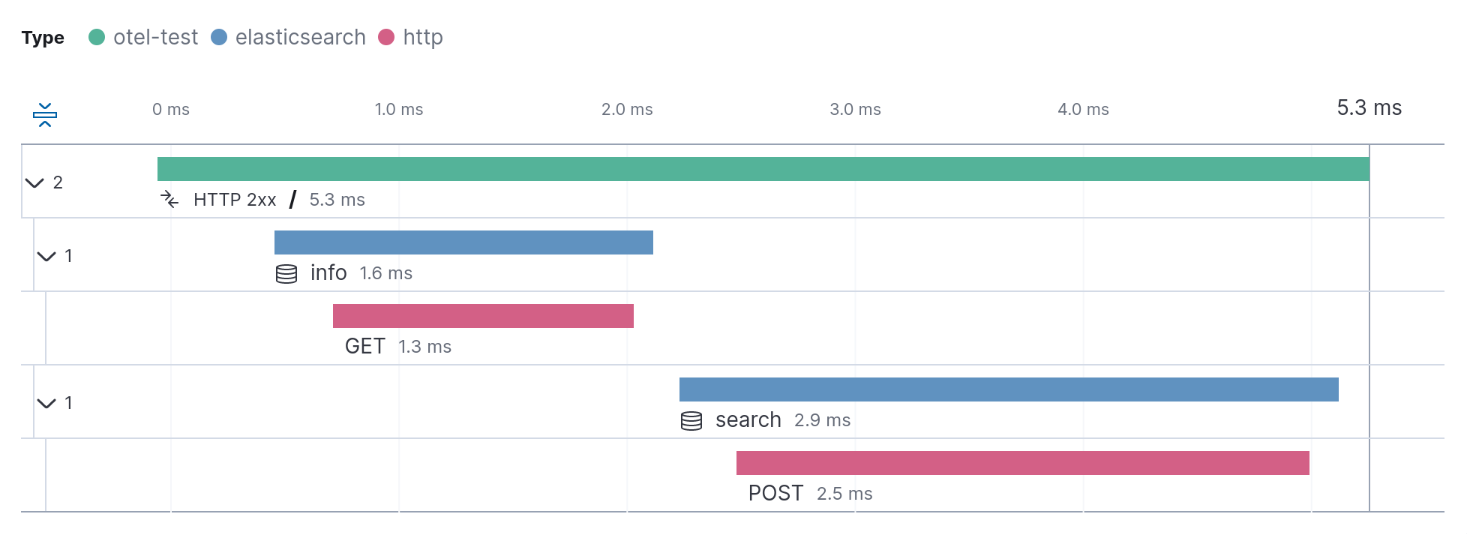 Type otel-test elasticsearch http
0 ms 1.0 ms 2.0 ms 3.0 ms 4.0 ms 5.3 ms
2
HTTP 2xx / 5.3 ms
1
info 1.6 ms
GET 1.3 ms
1
search 2.9 ms
POST 2.5 ms